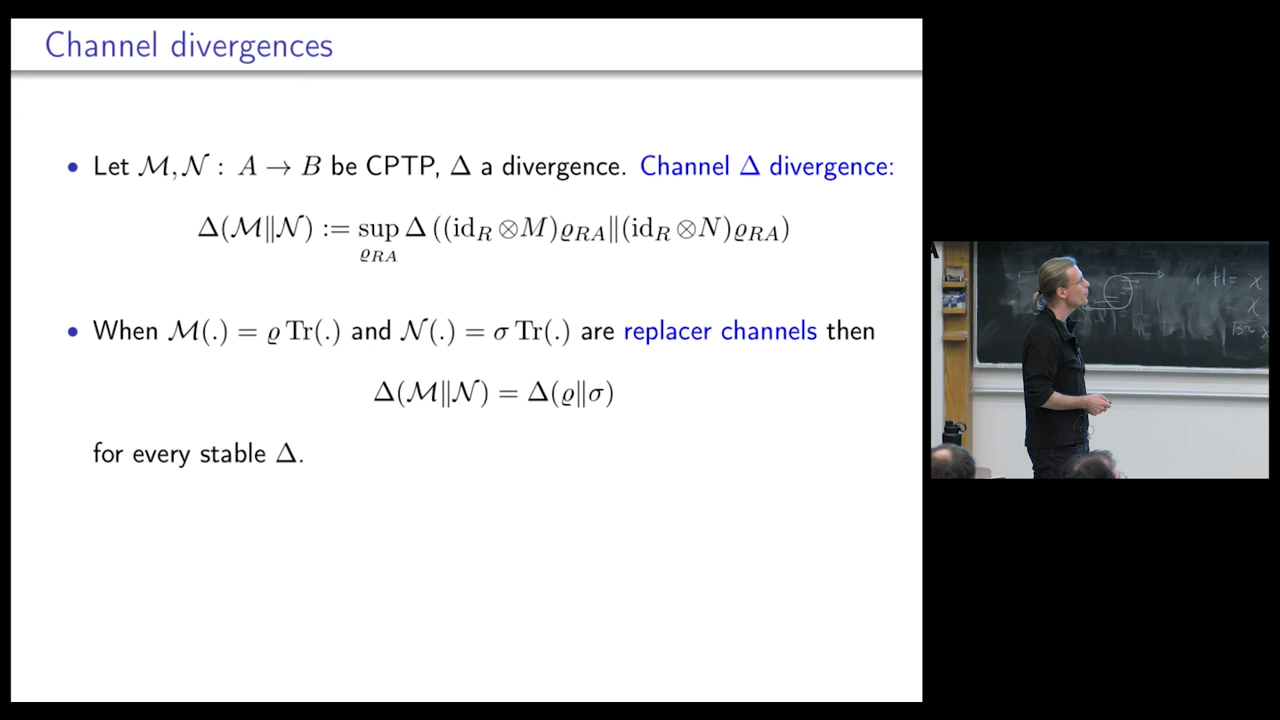 Channel divergences
• Let ℳ, 𝒩 : A → B be CPTP, Δ a divergence. Channel Δ divergence:
Δ(ℳ‖𝒩) := sup Δ ((id_R ⊗M)ϱ_RA‖(id_R ⊗N)ϱ_RA)
ϱ_RA
• When ℳ(.) = ϱ Tr(.) and 𝒩(.) = σ Tr(.) are replacer channels then
Δ(ℳ‖𝒩) = Δ(ϱ‖σ)
for every stable Δ.